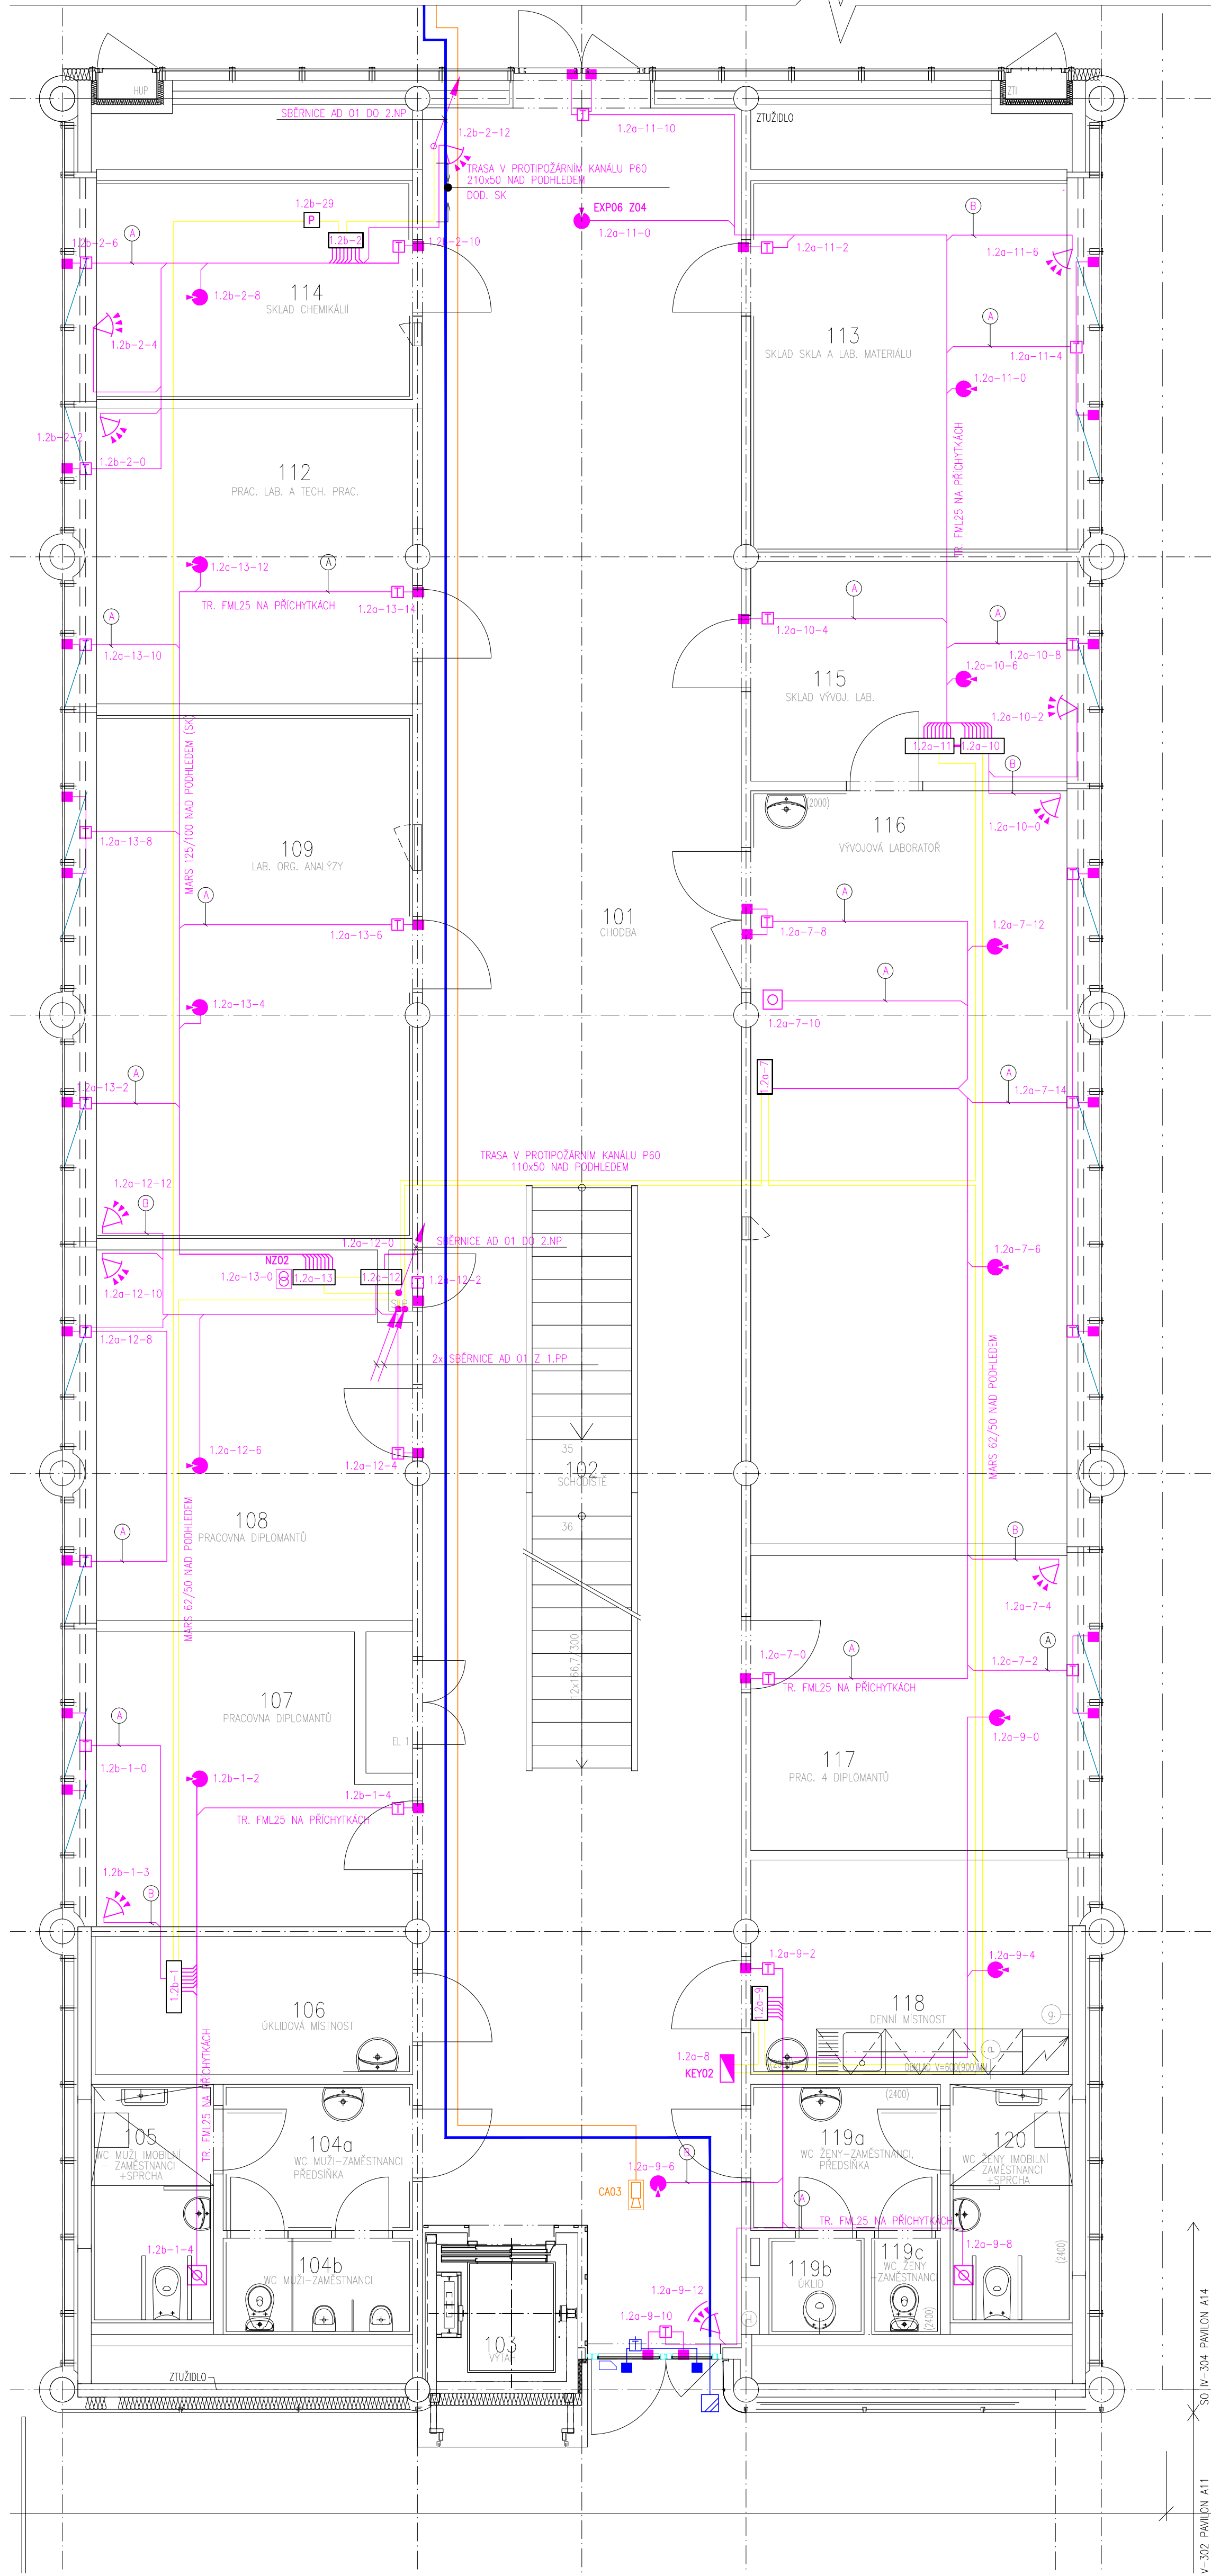 HUP
ZTI
SBĚRNICE AD 01 DO 2.NP
1.2b-2-12
1.2a-11-10
ZTUŽIDLO
TRASA V PROTIPOŽÁRNÍM KANÁLU P60
210x50 NAD PODHLEDEM
DOD. SK
1.2b-29
P
EXP06 Z04
1.2a-11-0
B
1.2b-2-6
A
1.2b-2
1.2b-2-10
1.2a-11-2
1.2a-11-6
114
SKLAD CHEMIKÁLIÍ
1.2b-2-8
1.2b-2-4
113
SKLAD SKLA A LAB. MATERIÁLU
A
1.2a-11-4
1.2a-11-0
TR. FML25 NA PŘÍCHYTKÁCH
1.2b-2-2
1.2b-2-0
112
PRAC. LAB. A TECH. PRAC.
1.2a-13-12
A
TR. FML25 NA PŘÍCHYTKÁCH
1.2a-13-14
A
1.2a-13-10
A
1.2a-10-4
A
1.2a-10-8
1.2a-10-6
115
SKLAD VÝVOJ. LAB.
1.2a-10-2
1.2a-11
1.2a-10
B
MARS 125/100 NAD PODHLEDEM (SK)
1.2a-13-8
109
LAB. ORG. ANALÝZY
(2000)
116
VÝVOJOVÁ LABORATOŘ
1.2a-10-0
A
1.2a-13-6
101
CHODBA
A
1.2a-7-8
1.2a-7-12
A
1.2a-7-10
1.2a-13-4
1.2a-13-2
A
1.2a-7
A
1.2a-7-14
TRASA V PROTIPOŽÁRNÍM KANÁLU P60
110x50 NAD PODHLEDEM
1.2a-12-12
B
1.2a-12-0
SBĚRNICE AD 01 DO 2.NP
1.2a-7-6
NZ02
1.2a-13-0
1.2a-13
1.2a-12
1.2a-12-2
1.2a-12-10
1.2a-12-8
2x SBĚRNICE AD 01 Z 1.PP
MARS 62/50 NAD PODHLEDEM
1.2a-12-6
1.2a-12-4
35
102
SCHODIŠTĚ
36
108
PRACOVNA DIPLOMANTŮ
A
MARS 62/50 NAD PODHLEDEM
B
1.2a-7-4
12x166,7/300
1.2a-7-0
A
TR. FML25 NA PŘÍCHYTKÁCH
1.2a-7-2
A
107
PRACOVNA DIPLOMANTŮ
EL 1
A
1.2b-1-0
1.2b-1-2
1.2b-1-4
TR. FML25 NA PŘÍCHYTKÁCH
1.2a-9-0
117
PRAC. 4 DIPLOMANTŮ
1.2b-1-3
B
1.2b-1
106
ÚKLIDOVÁ MÍSTNOST
1.2a-9-2
1.2a-9-4
1.2a-9
118
DENNÍ MÍSTNOST
g
a
OBKLAD V=600(900)MM
1.2a-8
KEY02
TR. FML25 NA PŘÍCHYTKÁCH
(2400)
105
WC MUŽI IMOBILNÍ
- ZAMĚSTNANCI
+SPRCHA
104a
WC MUŽI-ZAMĚSTNANCI
PŘEDSÍŇKA
119a
WC ŽENY-ZAMĚSTNANCI,
PŘEDSÍŇKA
120
WC ŽENY IMOBILNÍ
- ZAMĚSTNANCI
+SPRCHA
B
1.2a-9-6
CA03
A
TR. FML25 NA PŘÍCHYTKÁCH
1.2b-1-4
104b
WC MUŽI-ZAMĚSTNANCI
119b
ÚKLID
119c
WC ŽENY
-ZAMĚSTNANCI
1.2a-9-8
(2400)
1.2a-9-12
1.2a-9-10
(2400)
103
VÝTAH
ZTUŽIDLO
SO IV-304 PAVILON A14
V-302 PAVILON A11